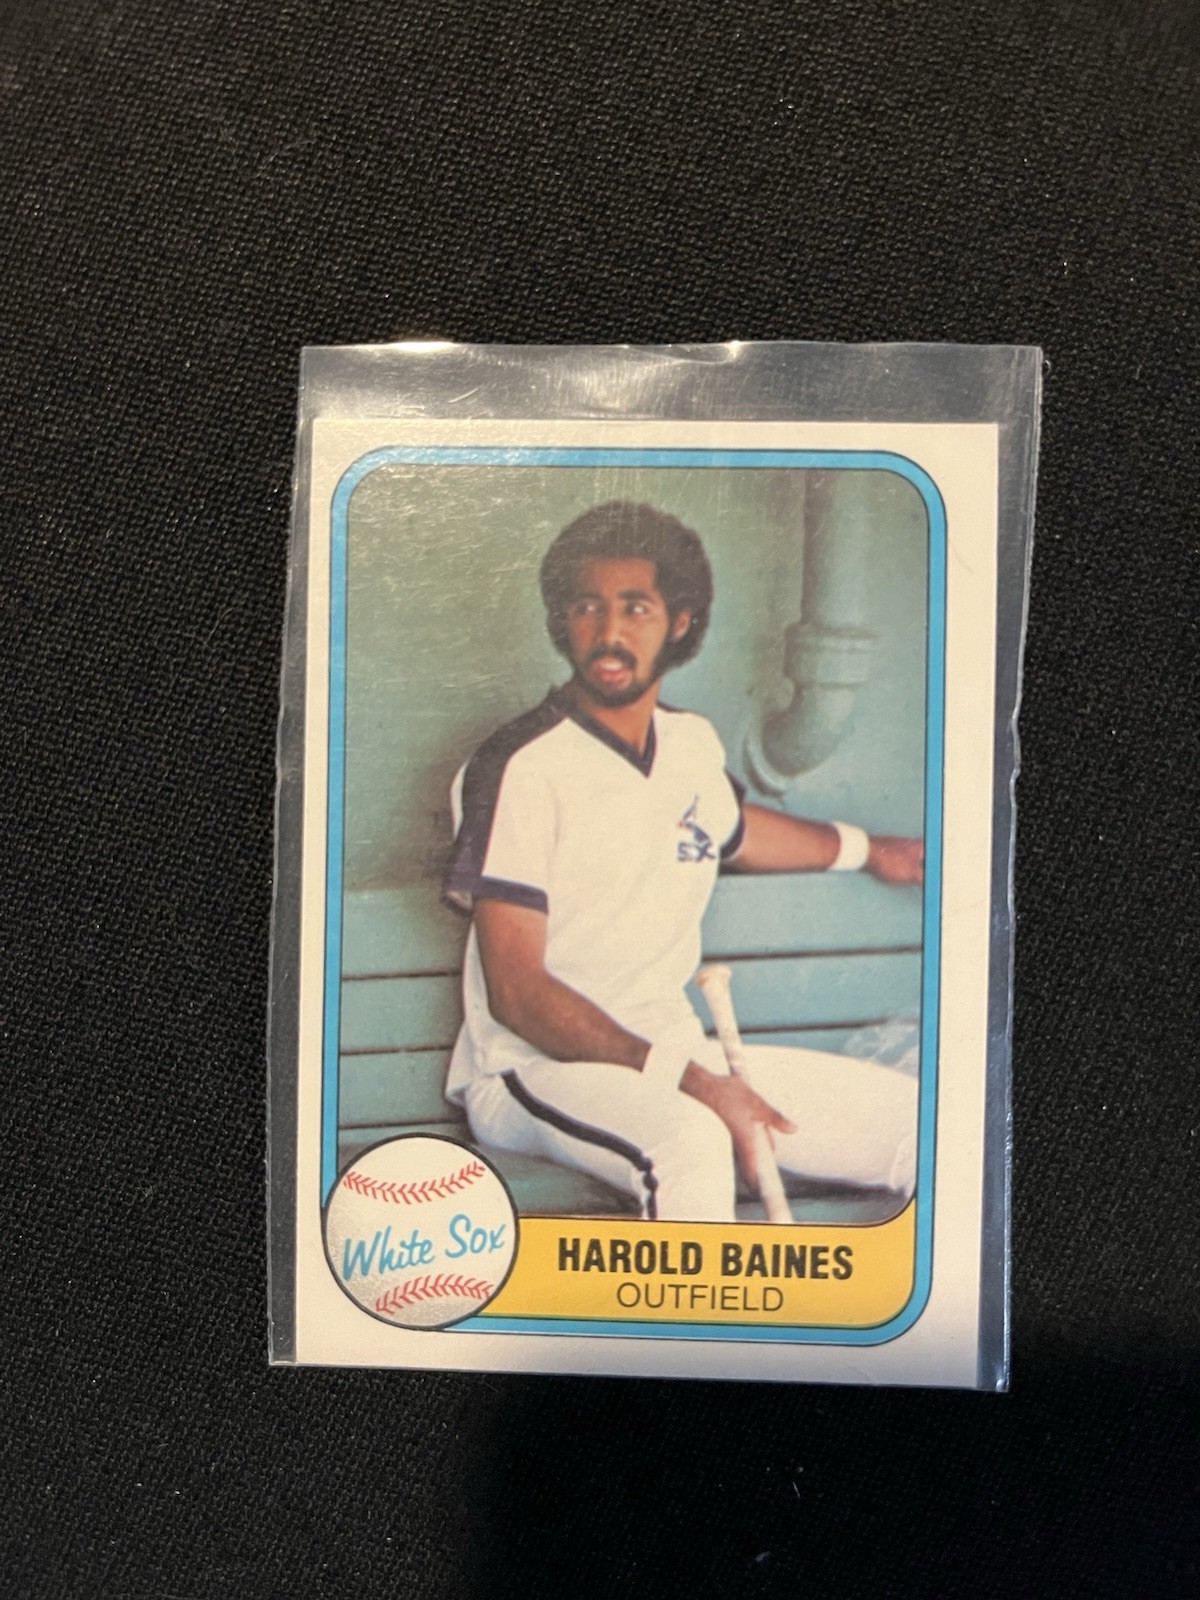 SOX
White Sox
HAROLD BAINES
OUTFIELD